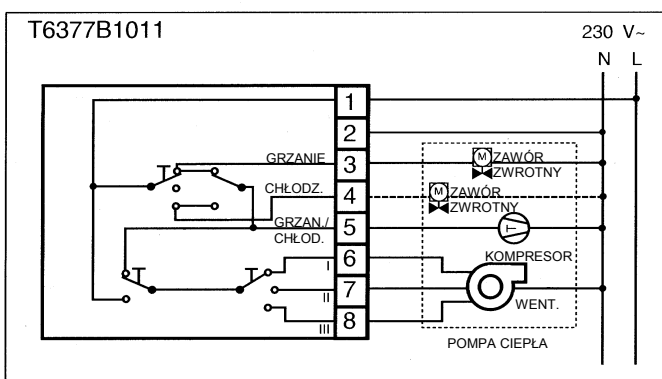 T6377B1011
230 V~
N L
1
2
GRZANIE 3
M ZAWÓR
ZWROTNY
CHŁODZ. 4
M ZAWÓR
ZWROTNY
GRZAN./
CHŁOD. 5
T
KOMPRESOR
I 6
II 7
WENT.
III 8
POMPA CIEPŁA